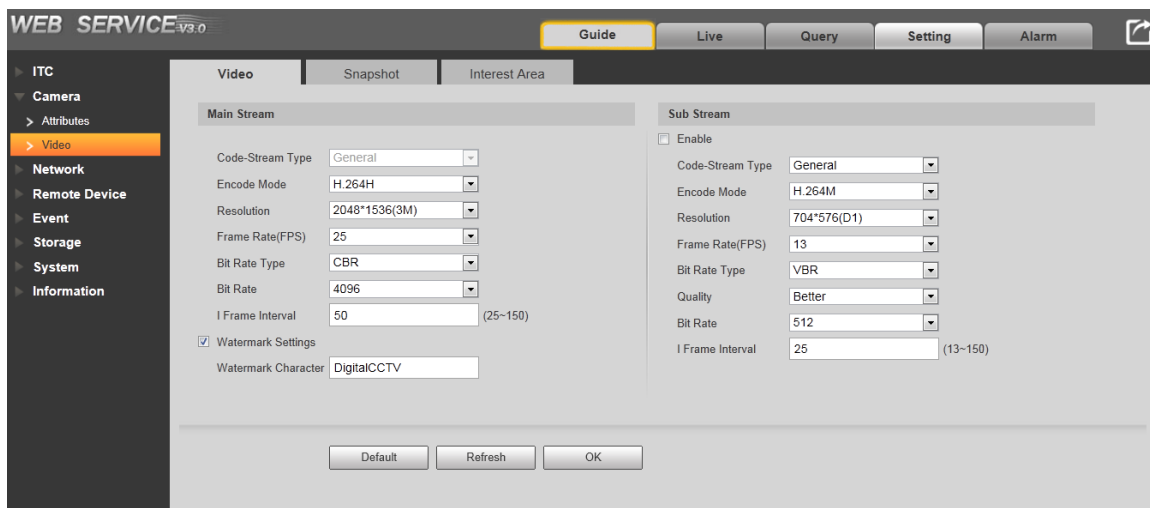 WEB SERVICE V3.0
Guide
Live
Query
Setting
Alarm
ITC
Camera
Attributes
Video
Network
Remote Device
Event
Storage
System
Information
Video
Snapshot
Interest Area
Main Stream
Code-Stream Type General
Encode Mode H.264H
Resolution 2048*1536(3M)
Frame Rate(FPS) 25
Bit Rate Type CBR
Bit Rate 4096
I Frame Interval 50 (25~150)
Watermark Settings
Watermark Character DigitalCCTV
Sub Stream
Enable
Code-Stream Type General
Encode Mode H.264M
Resolution 704*576(D1)
Frame Rate(FPS) 13
Bit Rate Type VBR
Quality Better
Bit Rate 512
I Frame Interval 25 (13~150)
Default
Refresh
OK